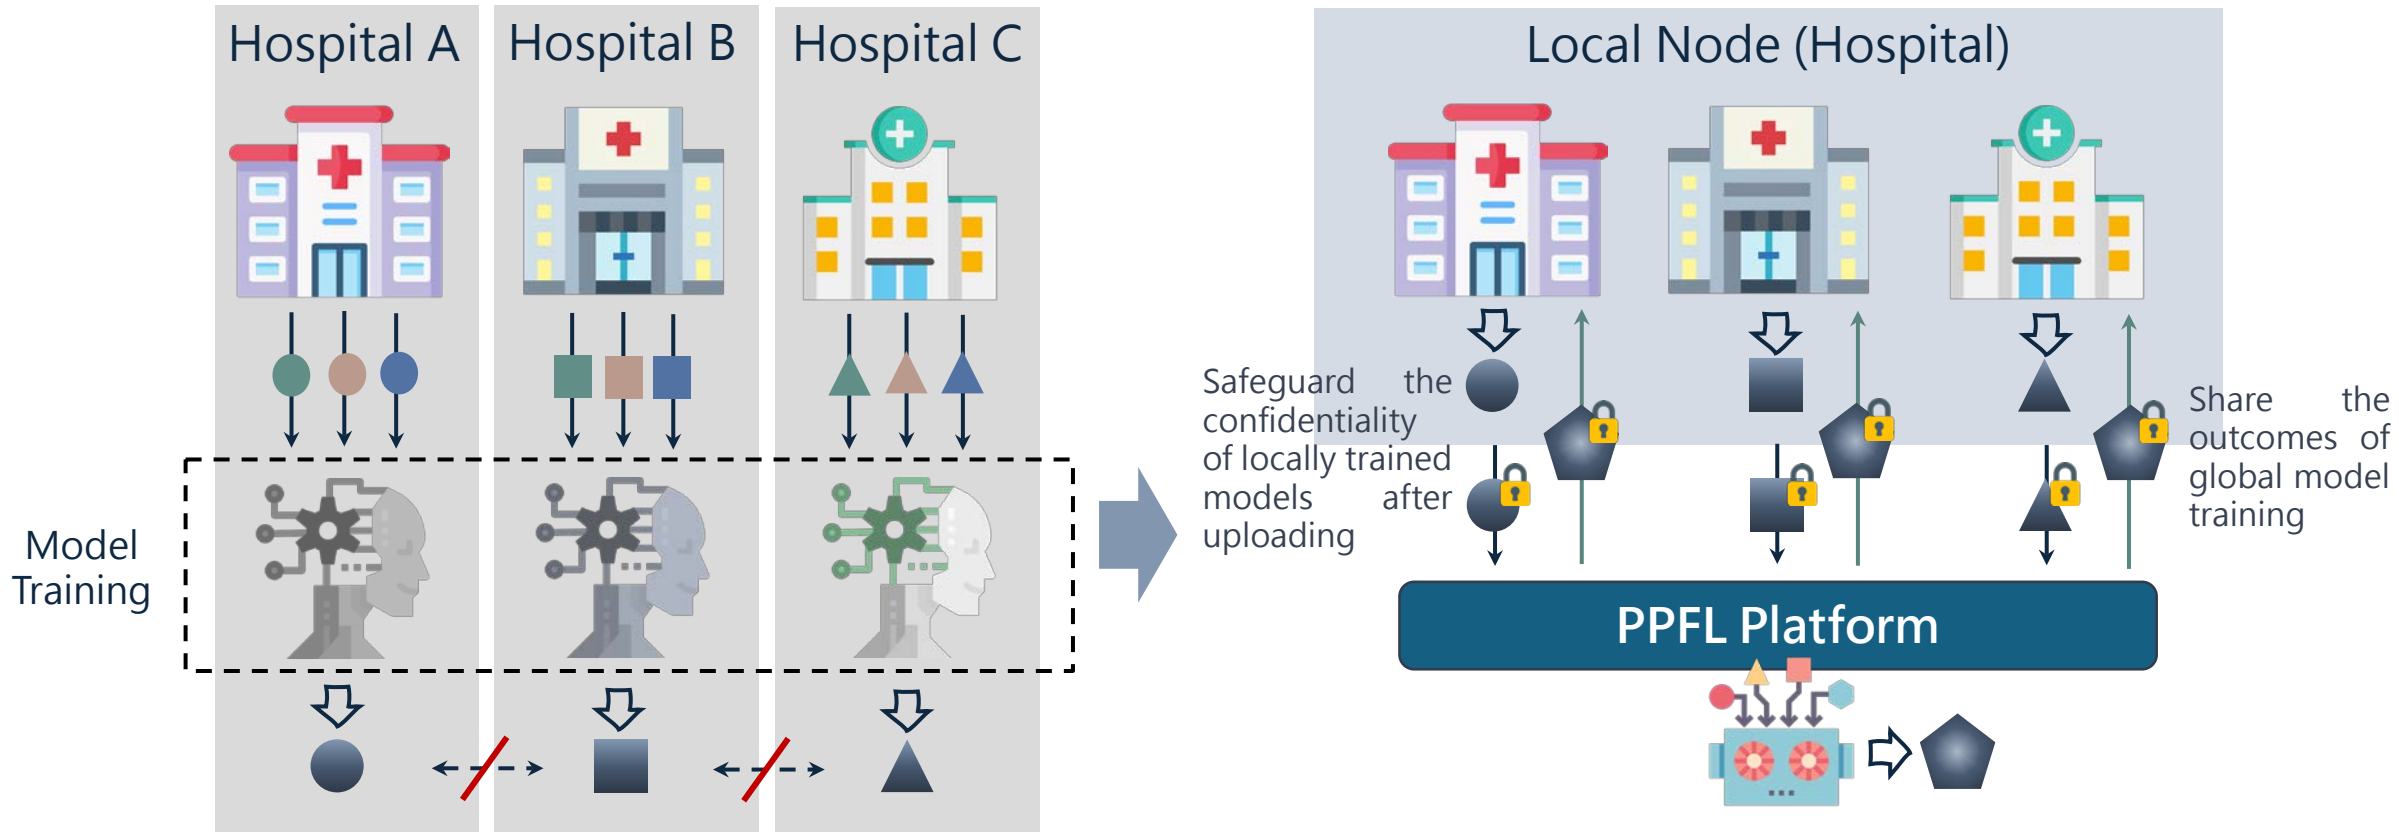 Hospital A
Hospital B
Hospital C
Model
Training
Local Node (Hospital)
Safeguard the
confidentiality
of locally trained
models after
uploading
Share the
outcomes of
global model
training
PPFL Platform